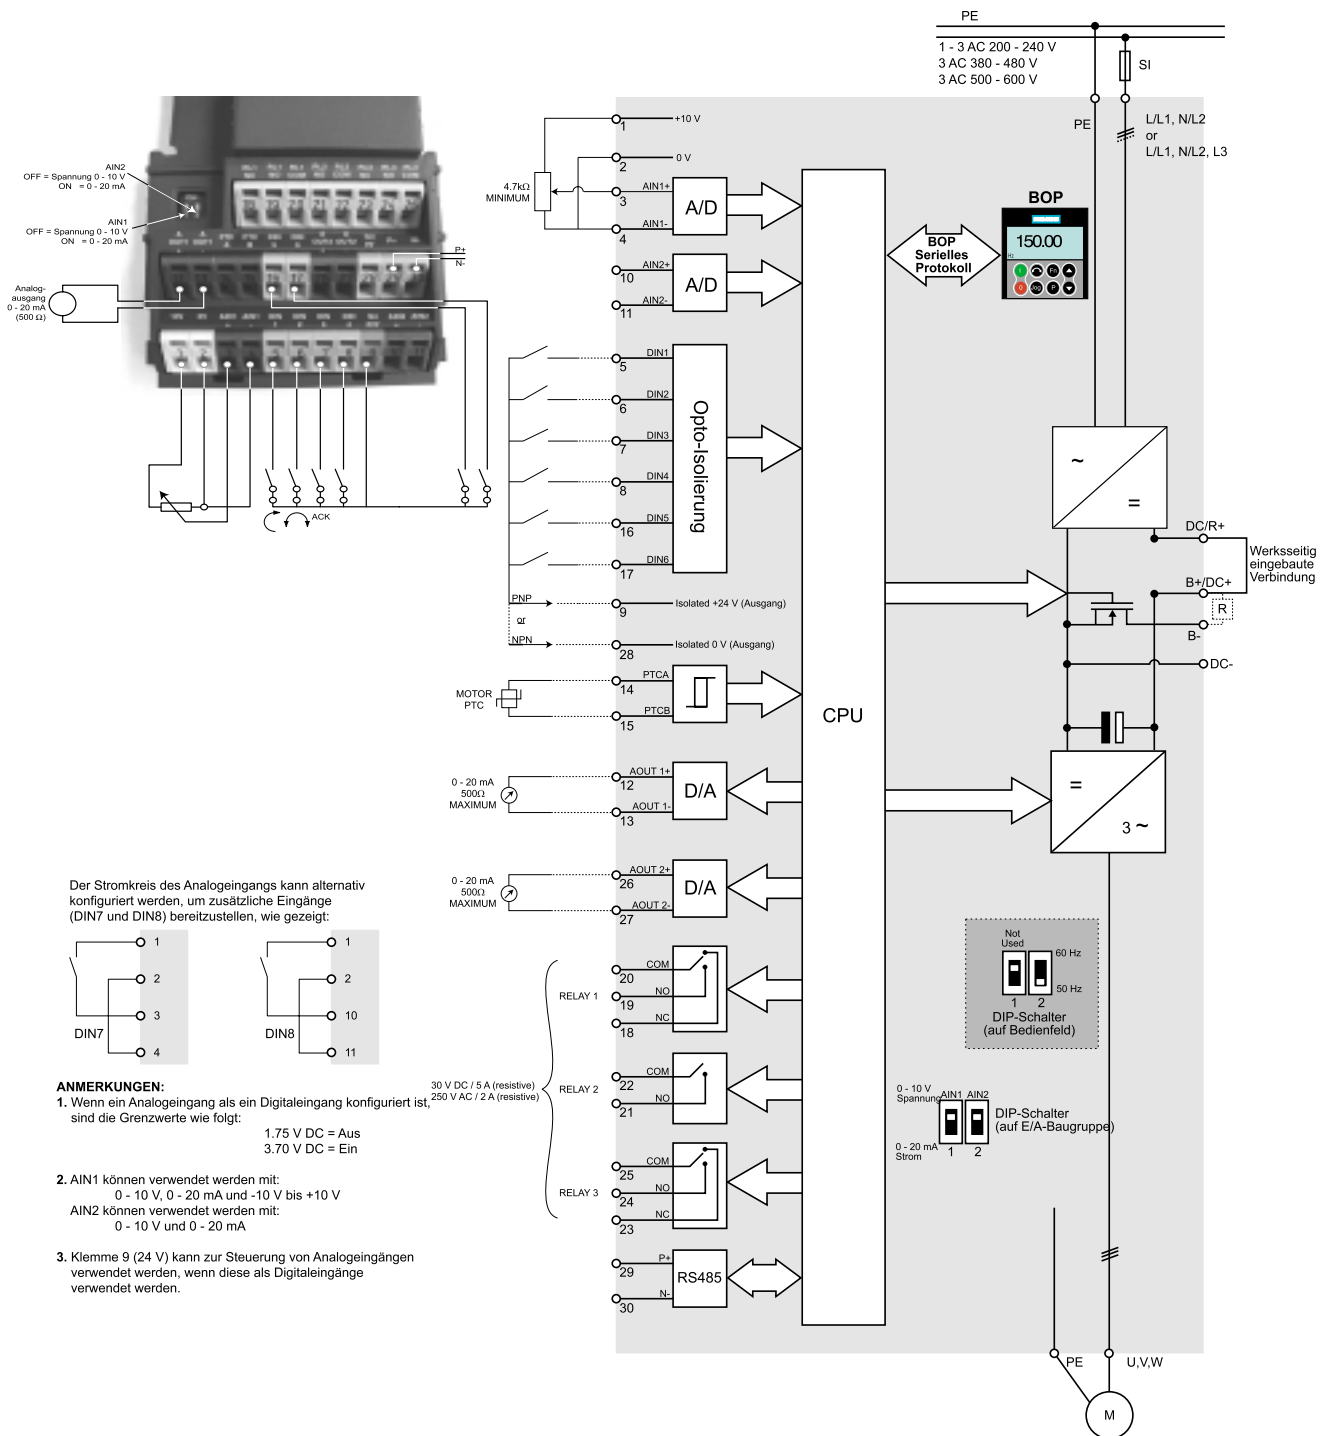 PE
1 - 3 AC 200 - 240 V
3 AC 380 - 480 V
3 AC 500 - 600 V
SI
PE
L/L1, N/L2
or
L/L1, N/L2, L3
AIN2
OFF = Spannung 0 - 10 V
ON = 0 - 20 mA
AIN1
OFF = Spannung 0 - 10 V
ON = 0 - 20 mA
P+
N-
Analog-
ausgang
0 - 20 mA
(500 Ω)
ACK
4.7kΩ
MINIMUM
1
+10 V
2
0 V
AIN1+
3
AIN1-
4
A/D
AIN2+
10
AIN2-
11
A/D
DIN1
5
DIN2
6
DIN3
7
DIN4
8
DIN5
16
DIN6
17
Opto-Isolierung
PNP
9
Isolated +24 V (Ausgang)
or
NPN
28
Isolated 0 V (Ausgang)
MOTOR
PTC
PTCA
14
PTCB
15
0 - 20 mA
500Ω
MAXIMUM
AOUT 1+
12
AOUT 1-
13
D/A
0 - 20 mA
500Ω
MAXIMUM
AOUT 2+
26
AOUT 2-
27
D/A
30 V DC / 5 A (resistive)
250 V AC / 2 A (resistive)
RELAY 1
COM
20
NO
19
NC
18
RELAY 2
COM
22
NO
21
RELAY 3
COM
25
NO
24
NC
23
P+
29
N-
30
RS485
CPU
BOP
Serielles
Protokoll
BOP
150.00
Hz
I
Fn
0
Jog
P
~
=
DC/R+
Werksseitig
eingebaute
Verbindung
B+/DC+
R
B-
DC-
=
3 ~
Not
Used
60 Hz
50 Hz
1 2
DIP-Schalter
(auf Bedienfeld)
0 - 10 V
Spannung
AIN1 AIN2
DIP-Schalter
(auf E/A-Baugruppe)
0 - 20 mA
Strom
1 2
PE
U,V,W
M
Der Stromkreis des Analogeingangs kann alternativ
konfiguriert werden, um zusätzliche Eingänge
(DIN7 und DIN8) bereitzustellen, wie gezeigt:
1
2
3
DIN7
4
1
2
10
DIN8
11
ANMERKUNGEN:
1. Wenn ein Analogeingang als ein Digitaleingang konfiguriert ist,
sind die Grenzwerte wie folgt:
1.75 V DC = Aus
3.70 V DC = Ein
2. AIN1 können verwendet werden mit:
0 - 10 V, 0 - 20 mA und -10 V bis +10 V
AIN2 können verwendet werden mit:
0 - 10 V und 0 - 20 mA
3. Klemme 9 (24 V) kann zur Steuerung von Analogeingängen
verwendet werden, wenn diese als Digitaleingänge
verwendet werden.